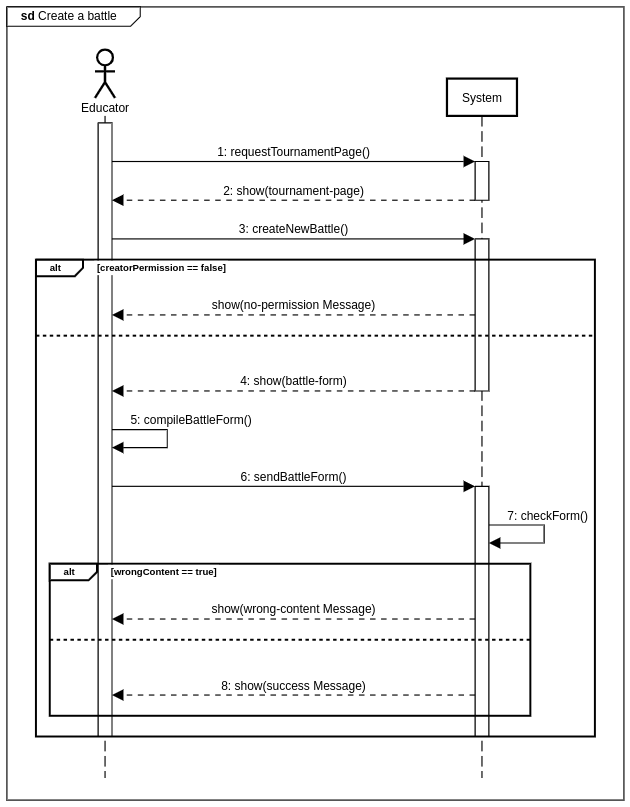 sd Create a battle
Educator
System
1: requestTournamentPage()
2: show(tournament-page)
3: createNewBattle()
alt [creatorPermission == false]
show(no-permission Message)
4: show(battle-form)
5: compileBattleForm()
6: sendBattleForm()
7: checkForm()
alt [wrongContent == true]
show(wrong-content Message)
8: show(success Message)